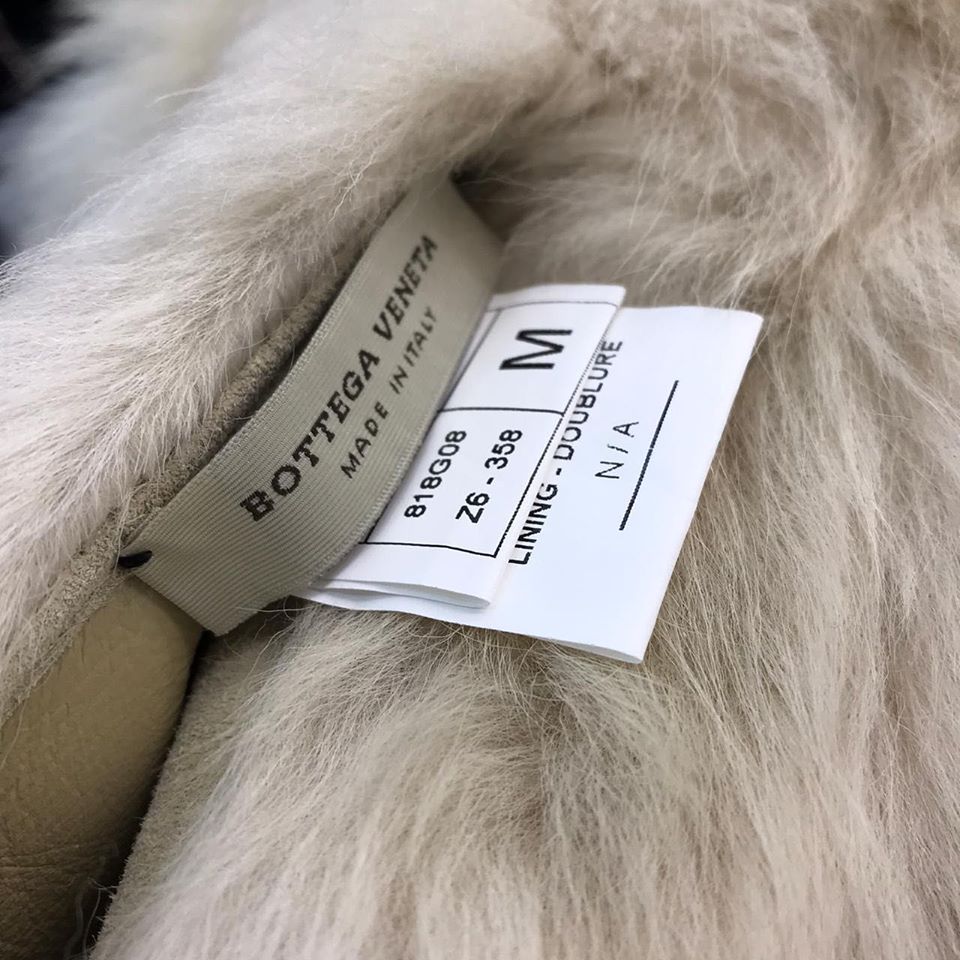 BOTTEGA VENETA
MADE IN ITALY
M
818G08
Z6 - 358
LINING - DOUBLURE
N/A